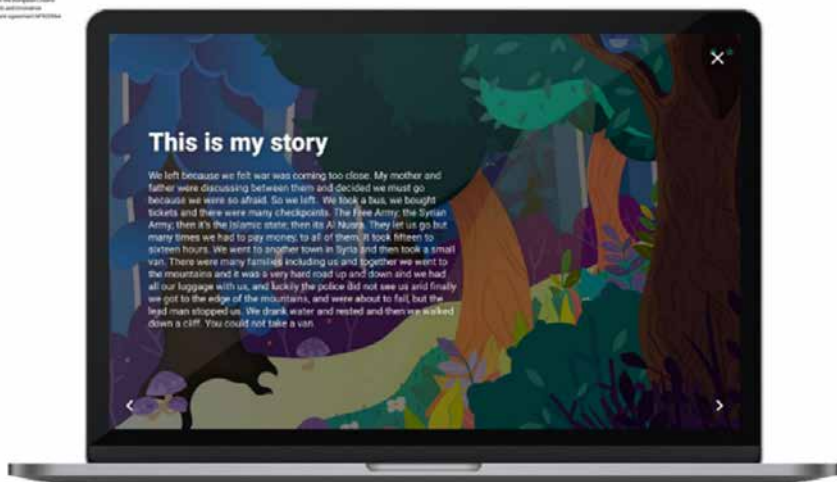 This is my story
We left because we felt war was coming too close. My mother and
father were discussing between them and decided we must go
because we were so afraid. So we left. We took a bus, we bought
tickets and there were many checkpoints. The Free Army; the Syrian
Army; then it's the Islamic state; then its Al Nusra. They let us go but
many times we had to pay money, to all of them. It took fifteen to
sixteen hours. We went to another town in Syria and then took a small
van. There were many families including us and together we went to
the mountains and it was a very hard road up and down and we had
all our luggage with us, and luckily the police did not see us and finally
we got to the edge of the mountains, and were about to fall, but the
lead man stopped us. We drank water and rested and then we walked
down a cliff. You could not take a van